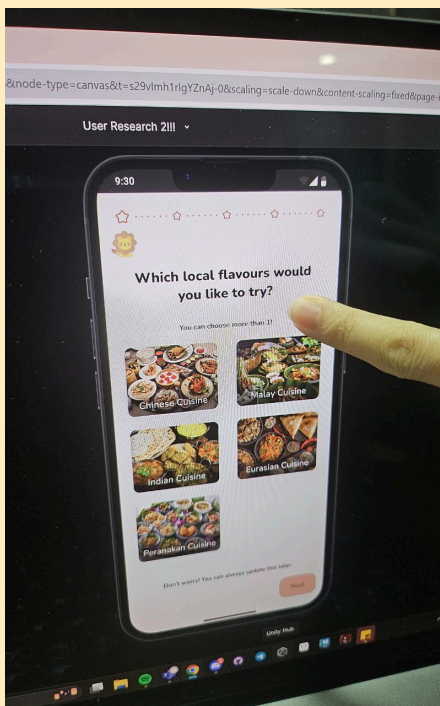 &node-type=canvas&t=s29vlmh1rlgYZnAj-0&scaling=scale-down&content-scaling=fixed&page-i
User Research 2!!!
9:30
Which local flavours would
you like to try?
You can choose more than 1!
Chinese Cuisine
Malay Cuisine
Indian Cuisine
Eurasian Cuisine
Peranakan Cuisine
Don't worry! You can always update this later
Next
Unity Hub